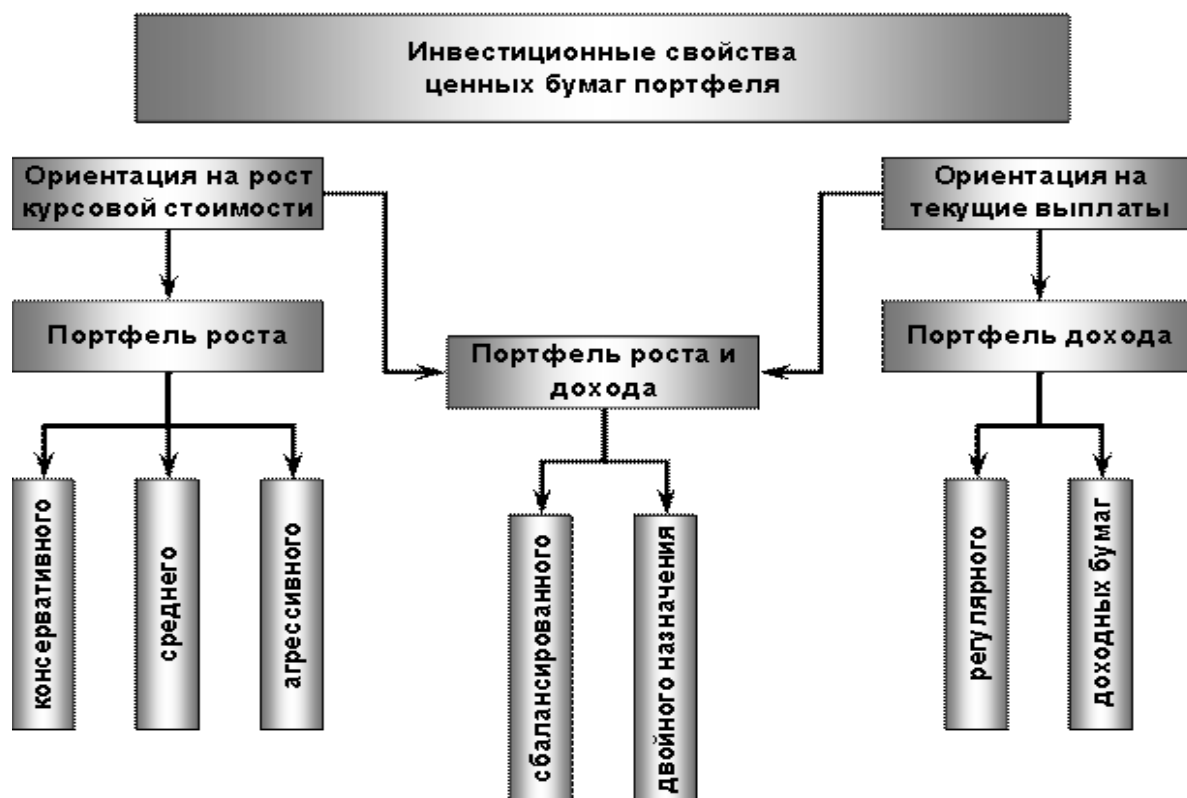 Инвестиционные свойства
ценных бумаг портфеля
Ориентация на рост
курсовой стоимости
Ориентация на
текущие выплаты
Портфель роста
Портфель роста и
дохода
Портфель дохода
консервативного
среднего
агрессивного
сбалансированного
двойного назначения
регулярного
доходных бумаг